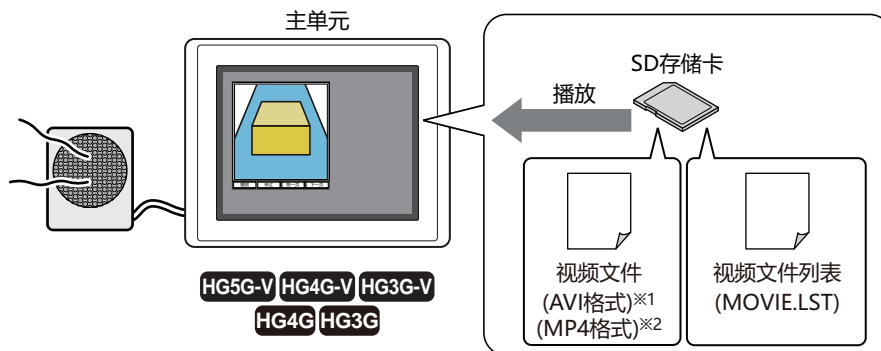 主单元
SD存储卡
播放
HG5G-V HG4G-V HG3G-V
HG4G HG3G
视频文件
(AVI格式)※1
(MP4格式)※2
视频文件列表
(MOVIE.LST)